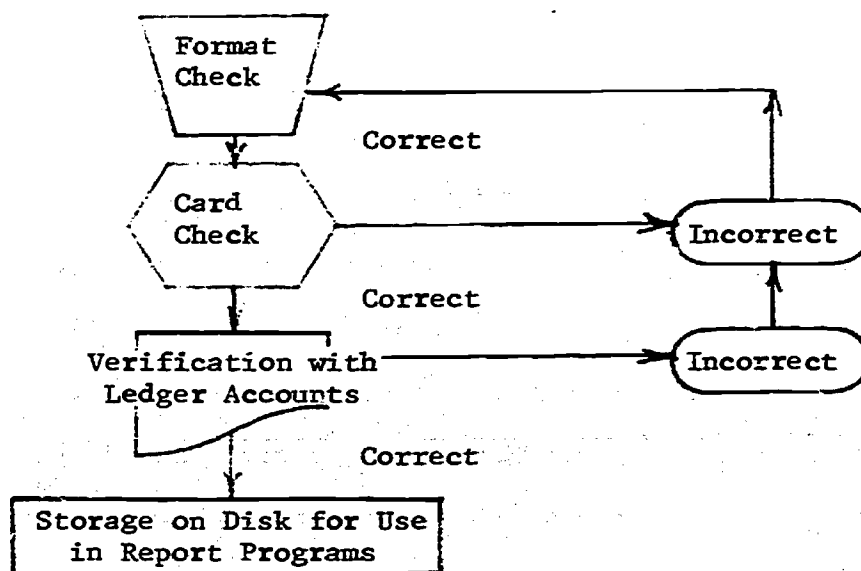 Format
Check
Correct
Card
Check
Incorrect
Correct
Verification with
Ledger Accounts
Incorrect
Correct
Storage on Disk for Use
in Report Programs